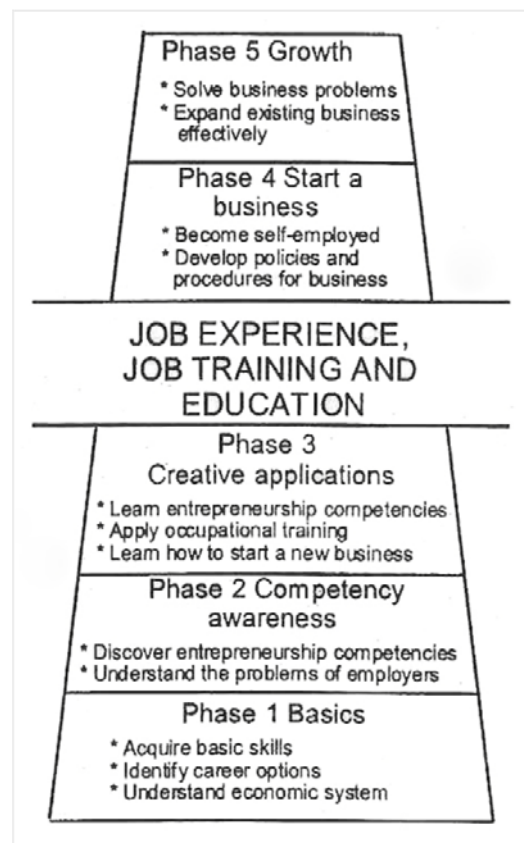 Phase 5 Growth
* Solve business problems
* Expand existing business
effectively
Phase 4 Start a
business
* Become self-employed
* Develop policies and
procedures for business
JOB EXPERIENCE,
JOB TRAINING AND
EDUCATION
Phase 3
Creative applications
* Learn entrepreneurship competencies
* Apply occupational training
* Learn how to start a new business
Phase 2 Competency
awareness
* Discover entrepreneurship competencies
* Understand the problems of employers
Phase 1 Basics
* Acquire basic skills
* Identify career options
* Understand economic system